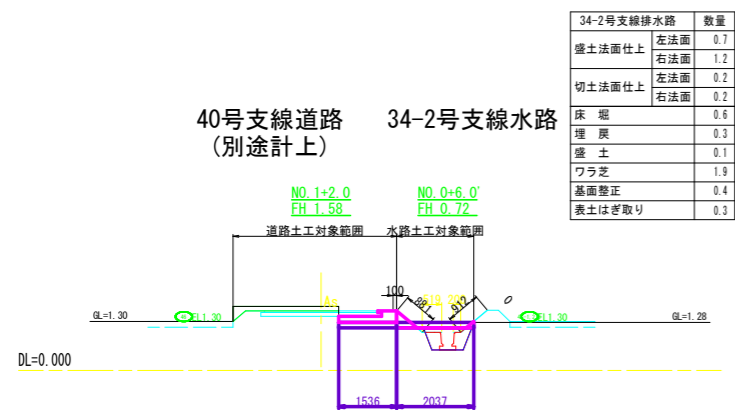 34-2号支線排水路 数量
盛土法面仕上 左法面 0.7
右法面 1.2
切土法面仕上 左法面 0.2
右法面 0.2
床 堀 0.6
埋 戻 0.3
盛 土 0.1
ワラ芝 1.9
基面整正 0.4
表土はぎ取り 0.3
40号支線道路 34-2号支線水路
(別途計上)
NO.1+2.0 NO.0+6.0
FH 1.58 FH 0.72
道路土工対象範囲 水路土工対象範囲
100
912
GL=1.30 EL1.30 EL1.30 GL=1.28
DL=0.000
1536 2037